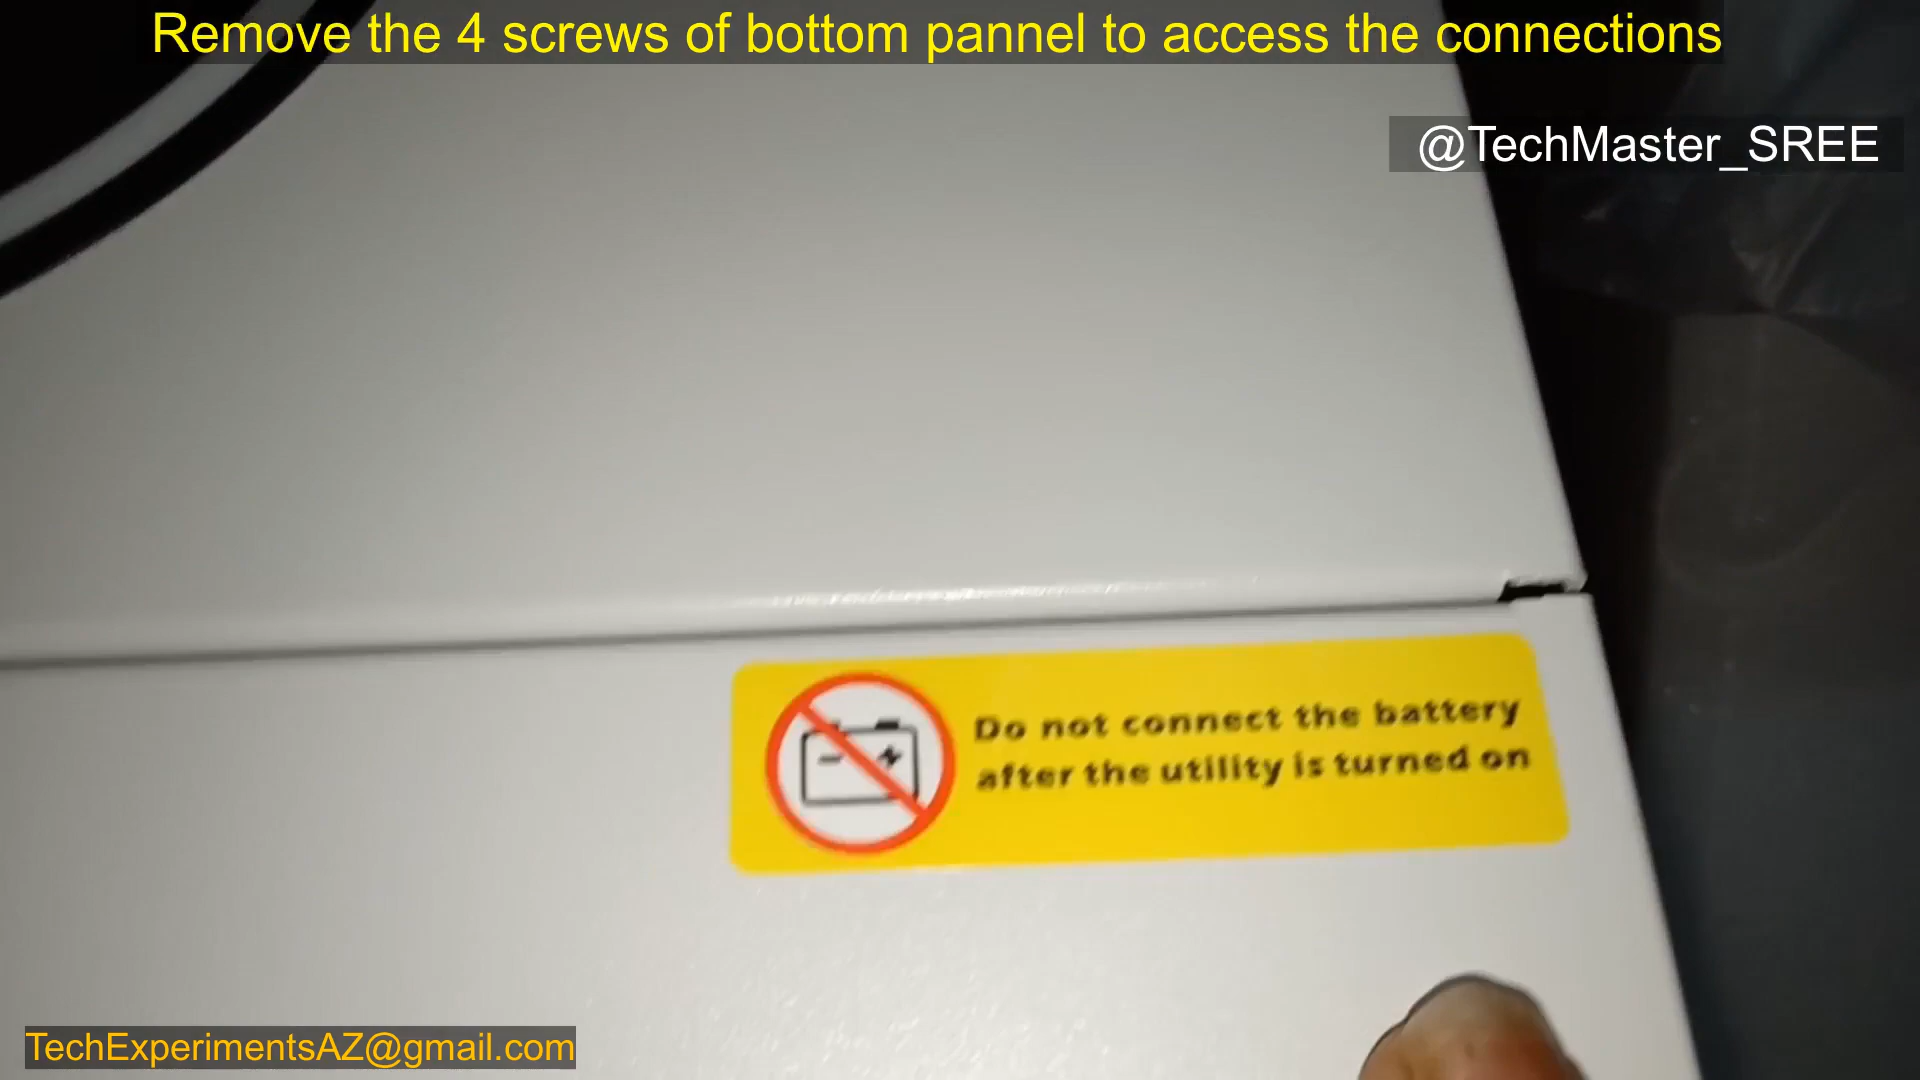 Remove the 4 screws of bottom pannel to access the connections
@TechMaster_SREE
Do not connect the battery
after the utility is turned on
TechExperimentsAZ@gmail.com